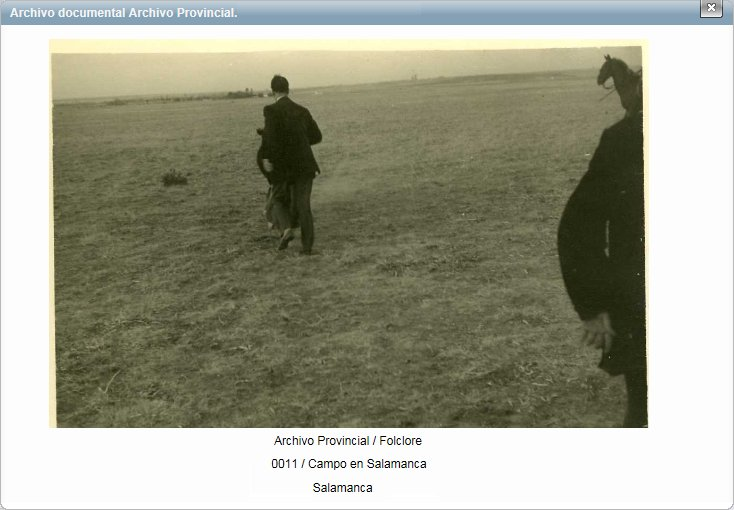 Archivo documental Archivo Provincial.
Archivo Provincial / Folclore
0011 / Campo en Salamanca
Salamanca